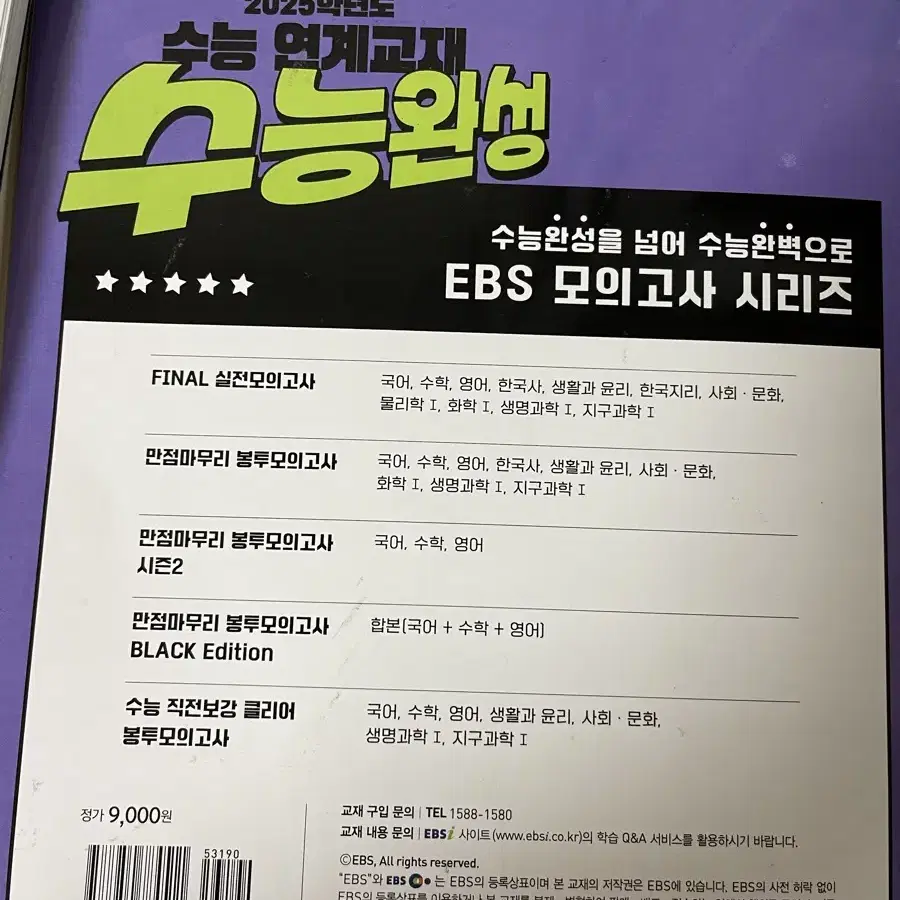 2025학년도
수능 연계교재
수능완성
수능완성을 넘어 수능완벽으로
EBS 모의고사 시리즈
FINAL 실전모의고사
국어, 수학, 영어, 한국사, 생활과 윤리, 한국지리, 사회·문화,
물리학Ⅰ, 화학Ⅰ, 생명과학Ⅰ, 지구과학Ⅰ
만점마무리 봉투모의고사
국어, 수학, 영어, 한국사, 생활과 윤리, 사회·문화,
화학Ⅰ, 생명과학Ⅰ, 지구과학Ⅰ
만점마무리 봉투모의고사
시즌2
국어, 수학, 영어
만점마무리 봉투모의고사
BLACK Edition
합본(국어 + 수학 + 영어)
수능 직전보강 클리어
봉투모의고사
국어, 수학, 영어, 생활과 윤리, 사회·문화,
생명과학Ⅰ, 지구과학Ⅰ
정가 9,000원
53190
교재 구입 문의 | TEL 1588-1580
교재 내용 문의 | EBSi 사이트(www.ebsi.co.kr)의 학습 Q&A 서비스를 활용하시기 바랍니다.
©EBS, All rights reserved.
"EBS"와 EBS 는 EBS의 등록상표이며 본 교재의 저작권은 EBS에 있습니다. EBS의 사전 허락 없이